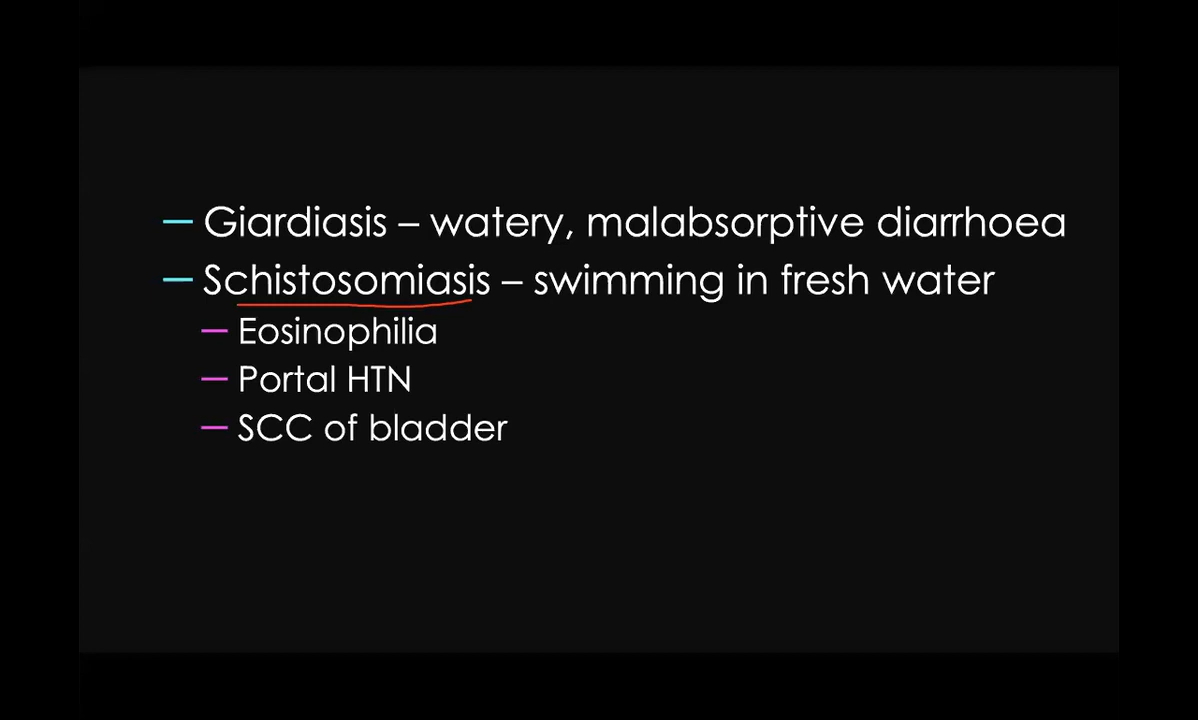 – Giardiasis – watery, malabsorptive diarrhoea
– Schistosomiasis – swimming in fresh water
– Eosinophilia
– Portal HTN
– SCC of bladder